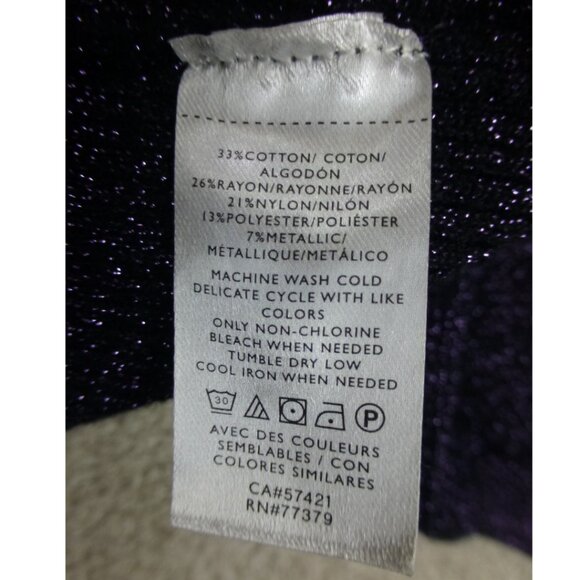 33%COTTON/ COTON/
ALGODÓN
26%RAYON/RAYONNE/RAYÓN
21%NYLON/NILÓN
13%POLYESTER/POLIÉSTER
7%METALLIC/
MÉTALLIQUE/METÁLICO
MACHINE WASH COLD
DELICATE CYCLE WITH LIKE
COLORS
ONLY NON-CHLORINE
BLEACH WHEN NEEDED
TUMBLE DRY LOW
COOL IRON WHEN NEEDED
30 P
AVEC DES COULEURS
SEMBLABLES / CON
COLORES SIMILARES
CA#57421
RN#77379